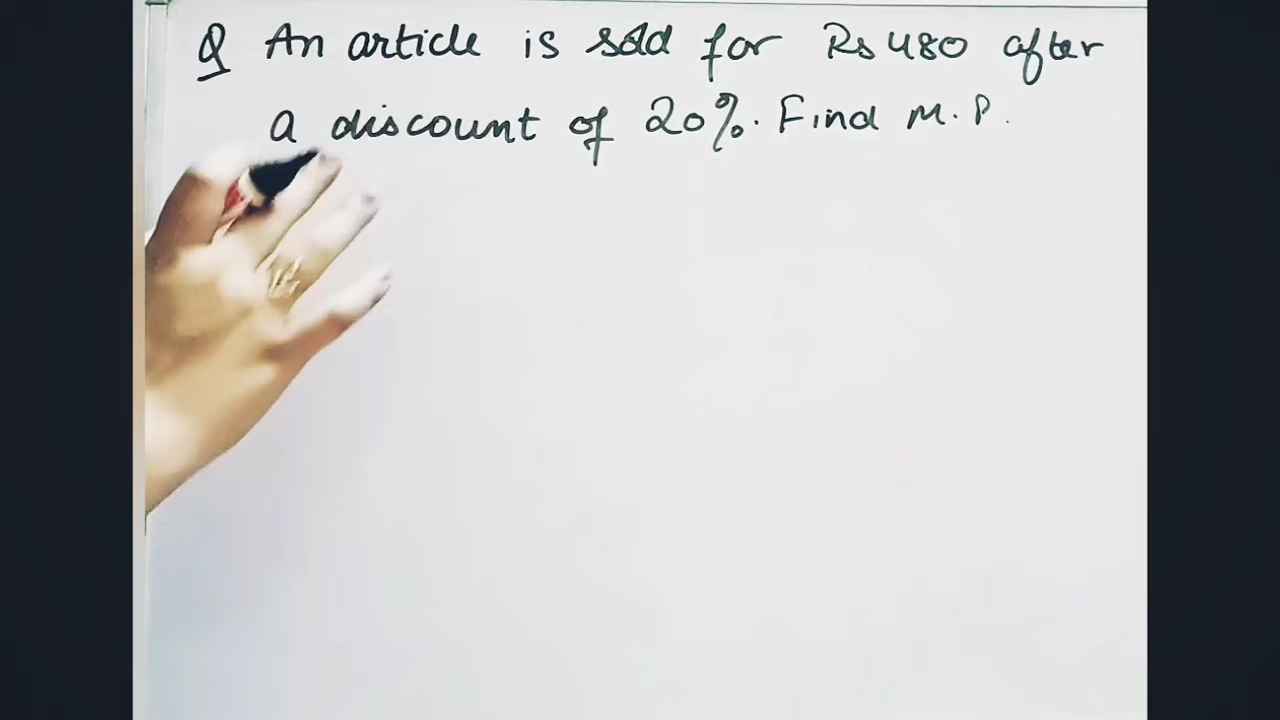 Q An article is sold for Rs 480 after
a discount of 20%. Find M.P.